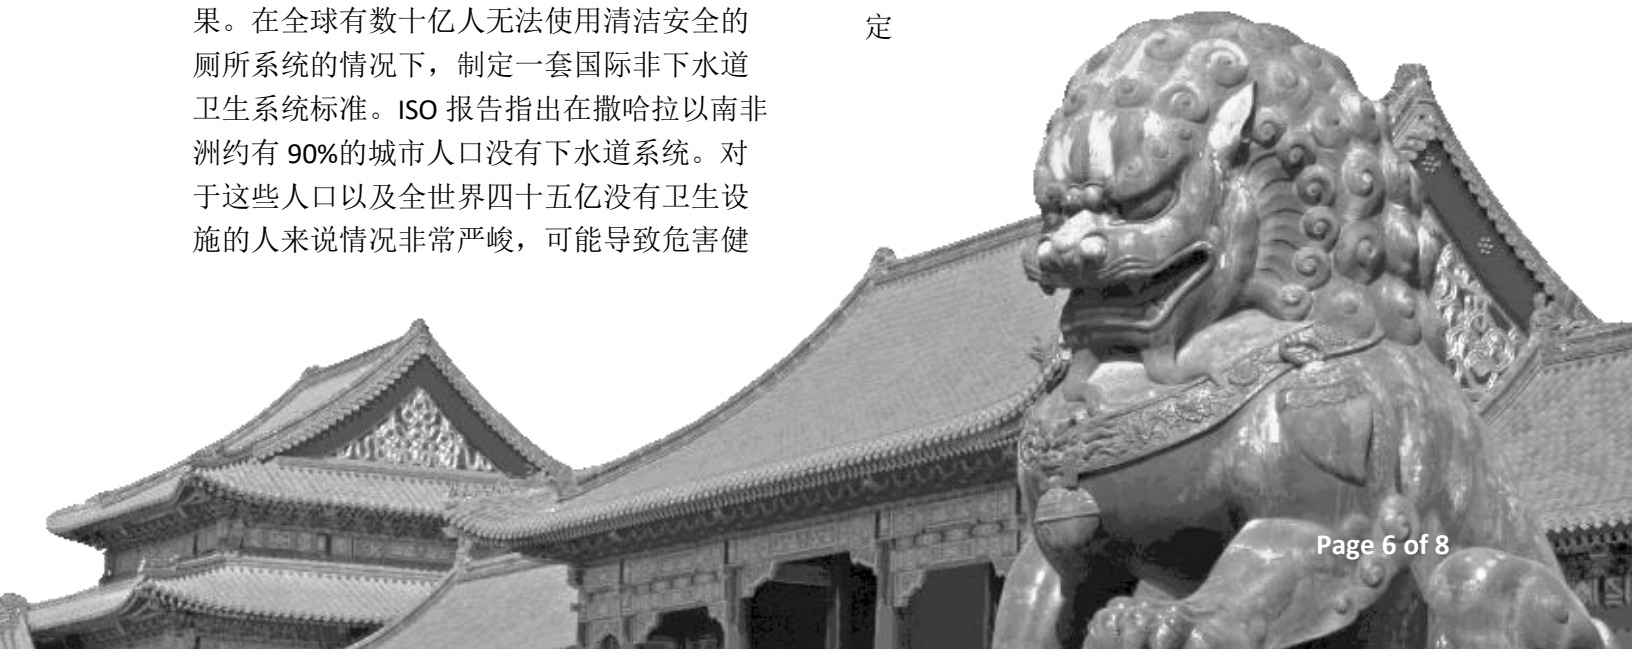 果。在全球有数十亿人无法使用清洁安全的
厕所系统的情况下，制定一套国际非下水道
卫生系统标准。ISO 报告指出在撒哈拉以南非
洲约有 90%的城市人口没有下水道系统。对
于这些人口以及全世界四十五亿没有卫生设
施的人来说情况非常严峻，可能导致危害健
定
Page 6 of 8